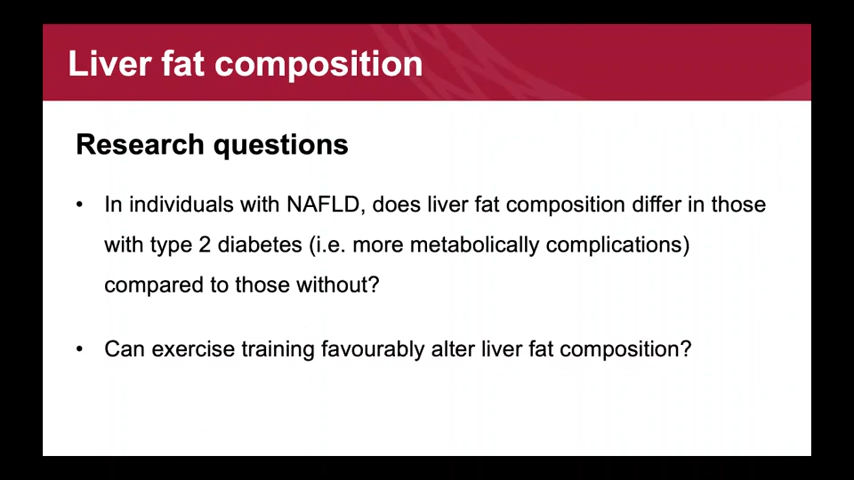 Liver fat composition
Research questions
• In individuals with NAFLD, does liver fat composition differ in those
with type 2 diabetes (i.e. more metabolically complications)
compared to those without?
• Can exercise training favourably alter liver fat composition?